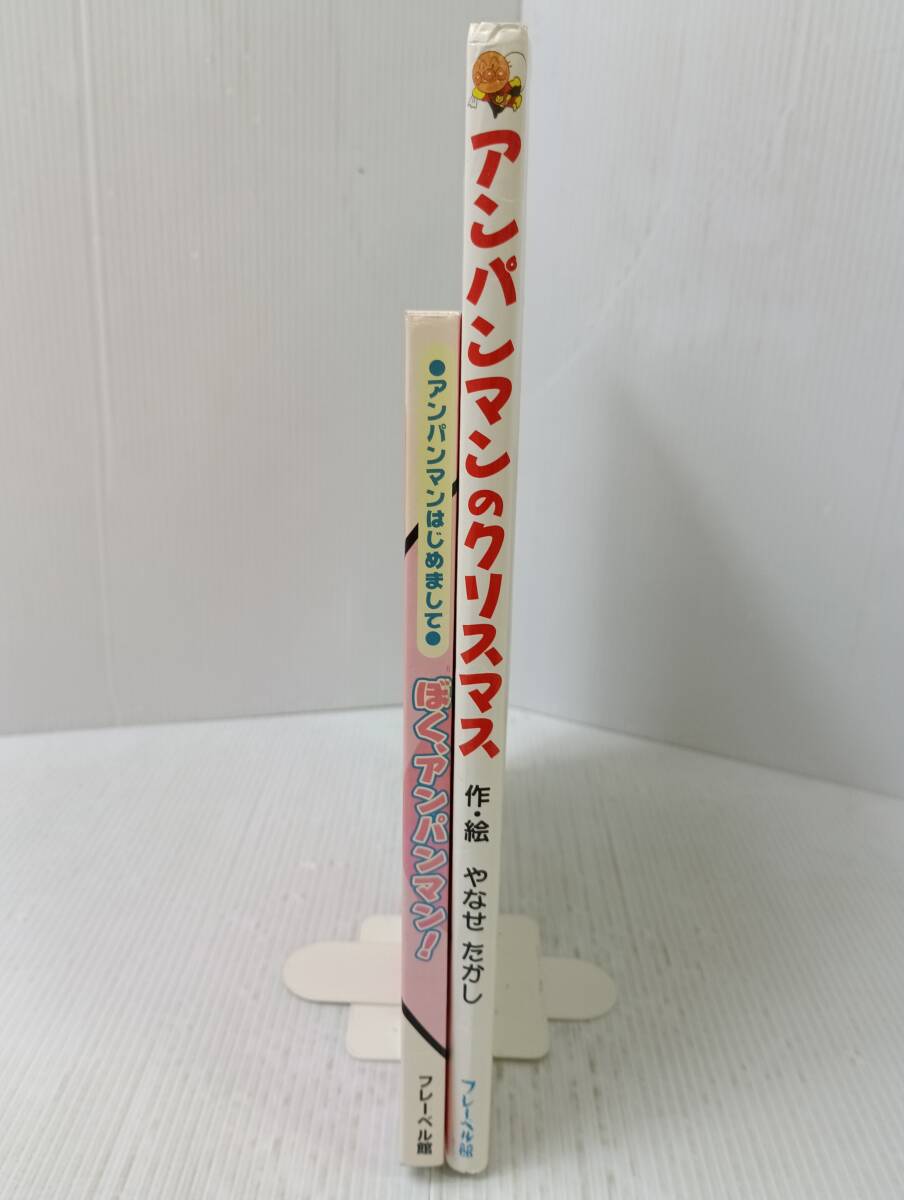 ●アンパンマンはじめまして●
ぼく、アンパンマン!
フレーベル館
アンパンマンのクリスマス
作・絵 やなせ たかし
フレーベル館